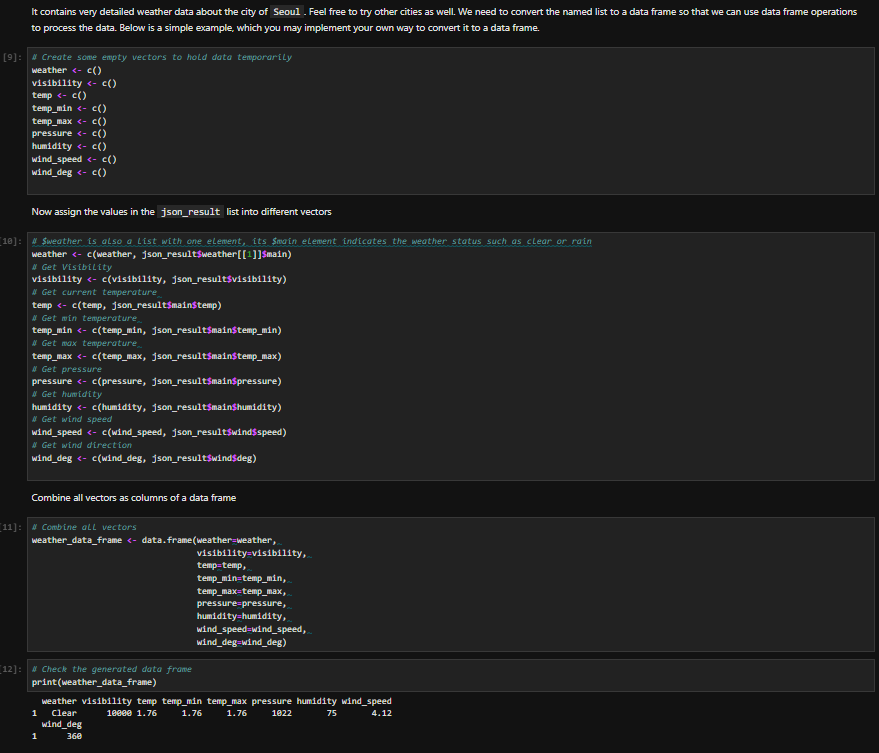 It contains very detailed weather data about the city of Seoul . Feel free to try other cities as well. We need to convert the named list to a data frame so that we can use data frame operations
to process the data. Below is a simple example, which you may implement your own way to convert it to a data frame.
[9]: # Create some empty vectors to hold data temporarily
weather <- c()
visibility <- c()
temp <- c()
temp_min <- c()
temp_max <- c()
pressure <- c()
humidity <- c()
wind_speed <- c()
wind_deg <- c()
Now assign the values in the json_result list into different vectors
10]: # $weather is also a list with one element, its $main element indicates the weather status such as clear or rain
weather <- c(weather, json_result$weather[[1]]$main)
# Get Visibility
visibility <- c(visibility, json_result$visibility)
# Get current temperature
temp <- c(temp, json_result$main$temp)
# Get min temperature
temp_min <- c(temp_min, json_result$main$temp_min)
# Get max temperature
temp_max <- c(temp_max, json_result$main$temp_max)
# Get pressure
pressure <- c(pressure, json_result$main$pressure)
# Get humidity
humidity <- c(humidity, json_result$main$humidity)
# Get wind speed
wind_speed <- c(wind_speed, json_result$wind$speed)
# Get wind direction
wind_deg <- c(wind_deg, json_result$wind$deg)
Combine all vectors as columns of a data frame
11]: # Combine all vectors
weather_data_frame <- data.frame(weather=weather,
visibility=visibility,
temp=temp,
temp_min=temp_min,
temp_max=temp_max,
pressure=pressure,
humidity=humidity,
wind_speed=wind_speed,
wind_deg=wind_deg)
12]: # Check the generated data frame
print(weather_data_frame)
weather visibility temp temp_min temp_max pressure humidity wind_speed
1 Clear 10000 1.76 1.76 1.76 1022 75 4.12
wind_deg
1 360